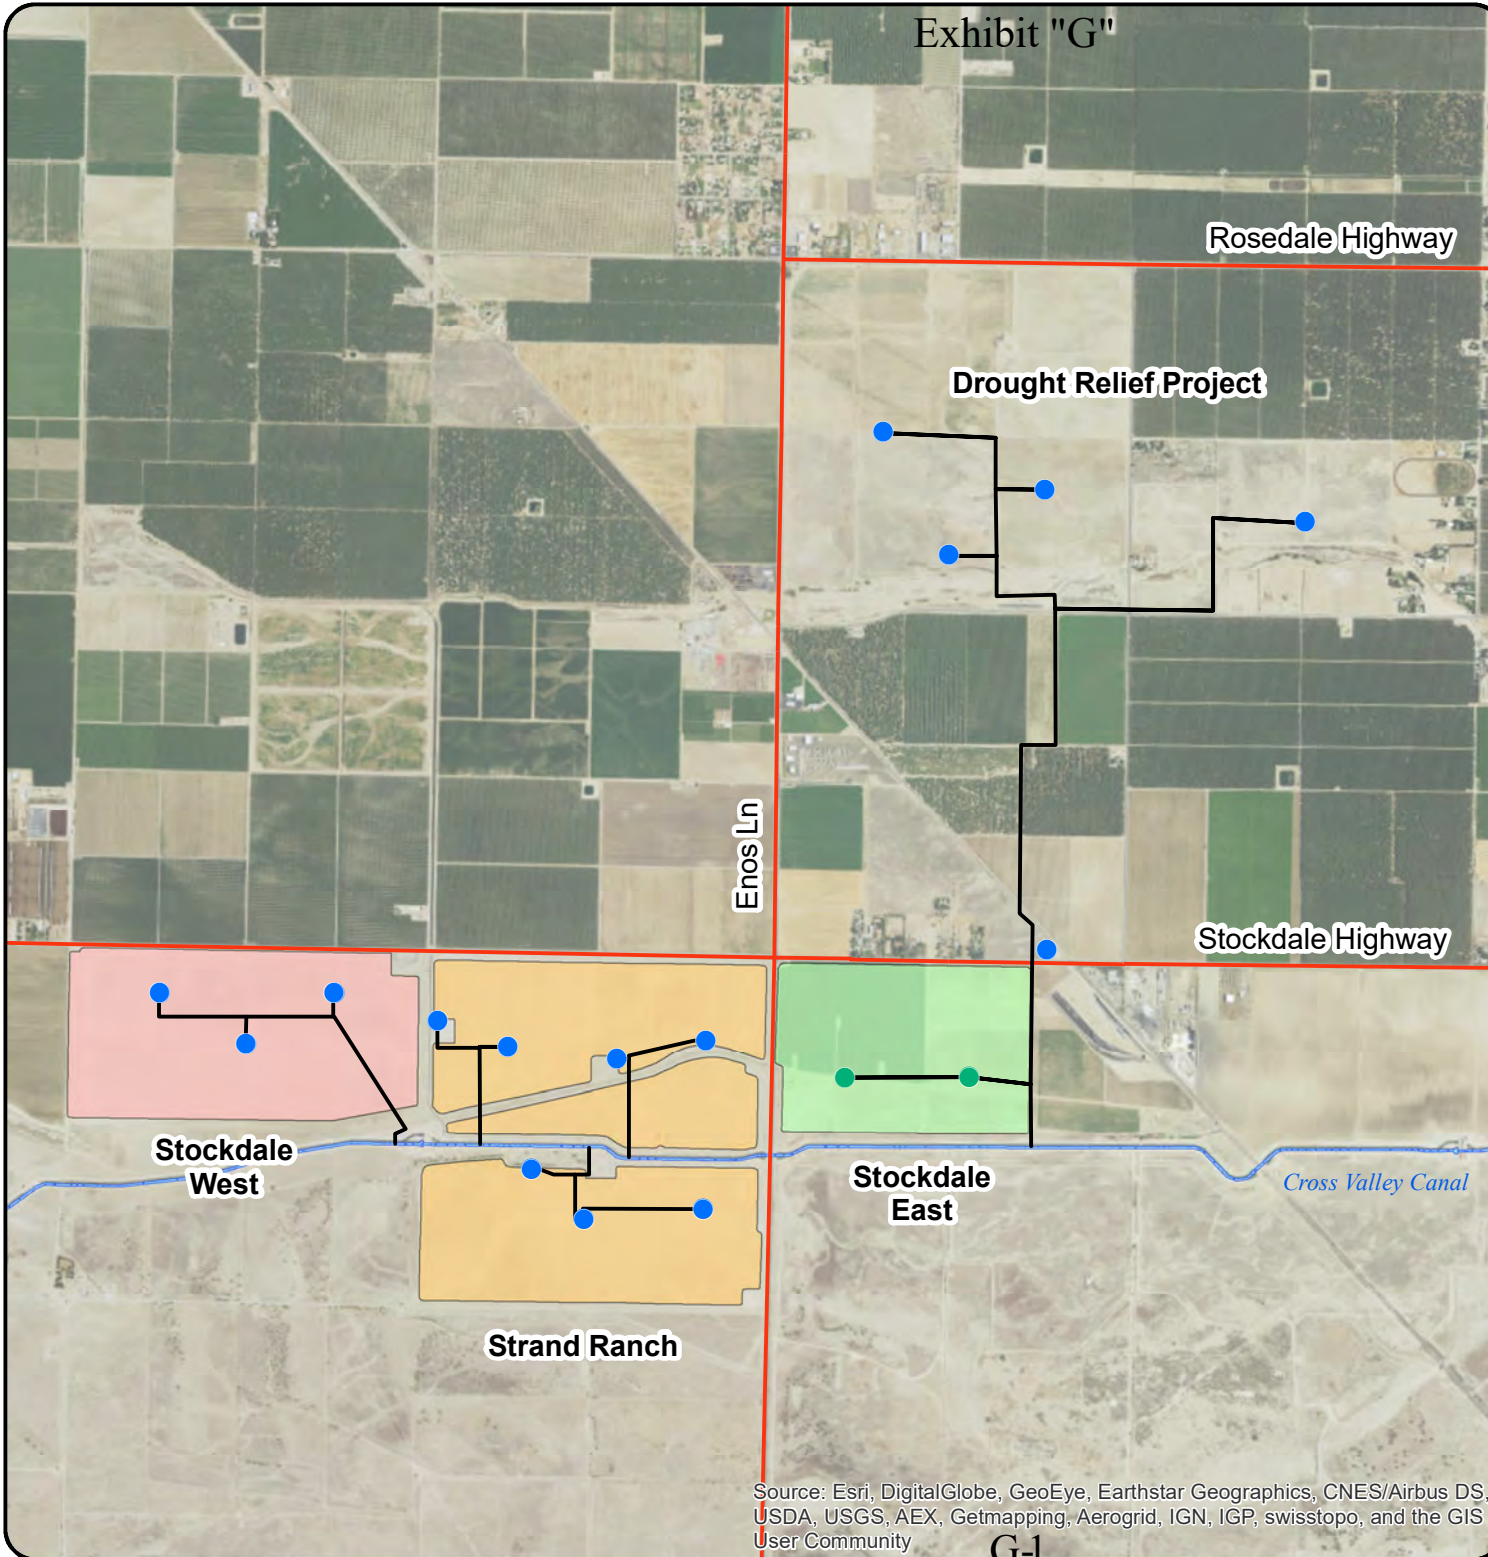 Exhibit "G"
Rosedale Highway
Drought Relief Project
Enos Ln
Stockdale Highway
Stockdale
West
Stockdale
East
Cross Valley Canal
Strand Ranch
Source: Esri, DigitalGlobe, GeoEye, Earthstar Geographics, CNES/Airbus DS,
USDA, USGS, AEX, Getmapping, Aerogrid, IGN, IGP, swisstopo, and the GIS
User Community
G-1